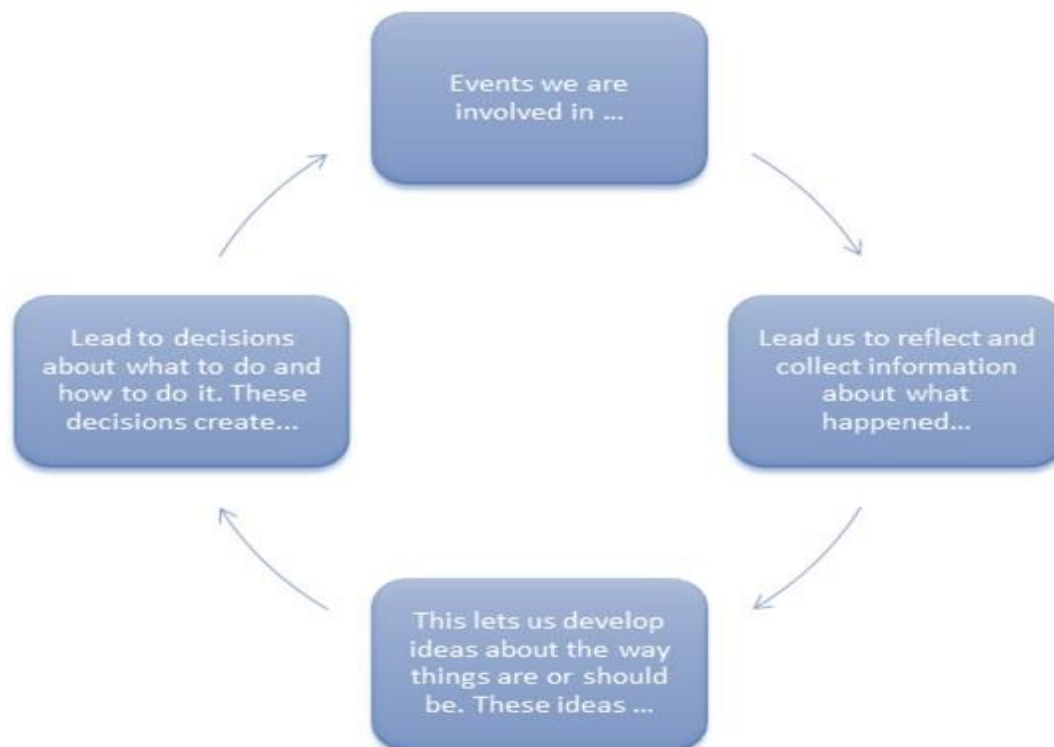 Events we are
involved in ...
Lead us to reflect and
collect information
about what
happened...
This lets us develop
ideas about the way
things are or should
be. These ideas ...
Lead to decisions
about what to do and
how to do it. These
decisions create...